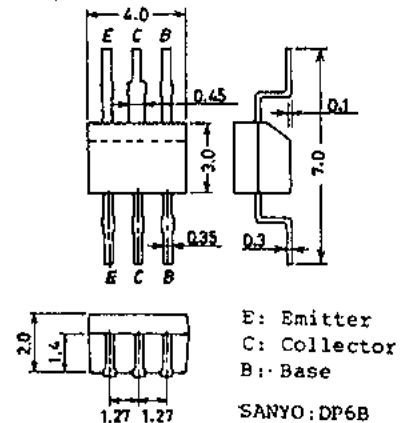 4.0
E C B
0.45
0.1
3.0
7.0
0.35
0.3
E C B
2.0
1.4
1.27 1.27
E: Emitter
C: Collector
B: Base
SANYO:DP6B